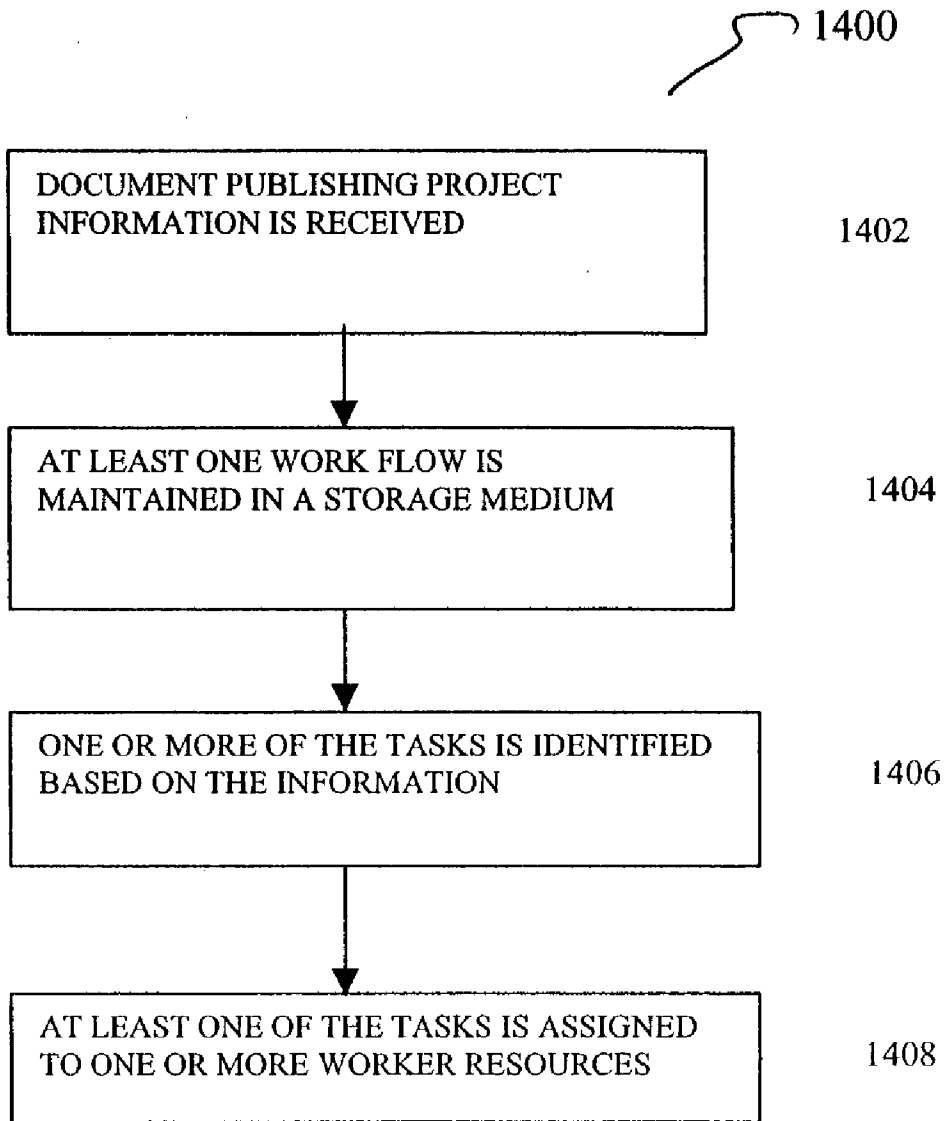 1400
DOCUMENT PUBLISHING PROJECT
INFORMATION IS RECEIVED
1402
AT LEAST ONE WORK FLOW IS
MAINTAINED IN A STORAGE MEDIUM
1404
ONE OR MORE OF THE TASKS IS IDENTIFIED
BASED ON THE INFORMATION
1406
AT LEAST ONE OF THE TASKS IS ASSIGNED
TO ONE OR MORE WORKER RESOURCES
1408